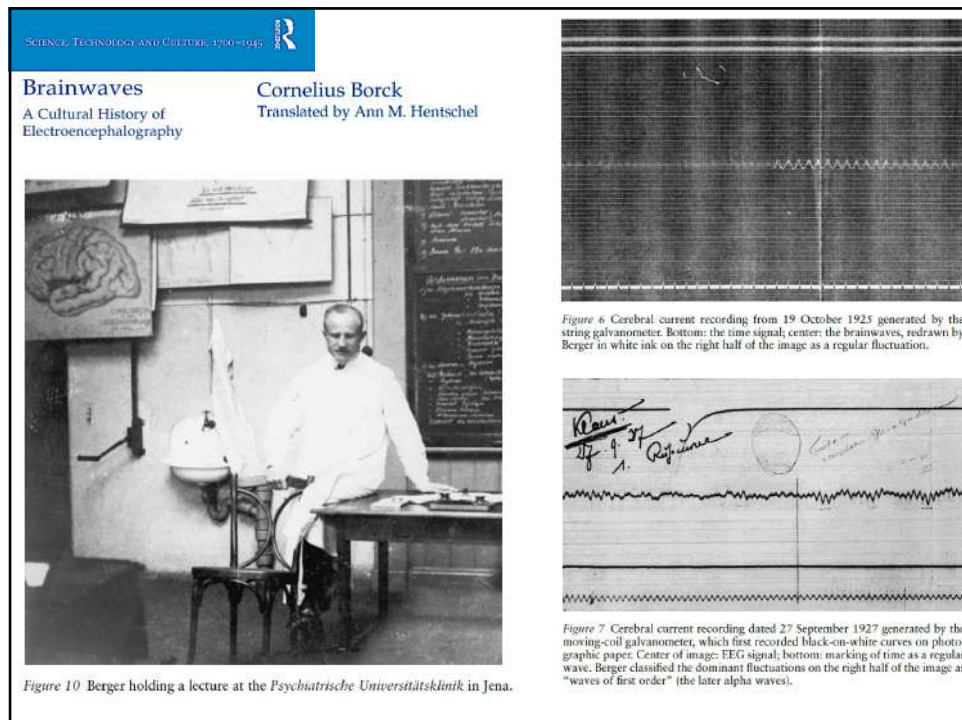 SCIENCE, TECHNOLOGY AND CULTURE, 1700–1945
Brainwaves
A Cultural History of
Electroencephalography
Cornelius Borck
Translated by Ann M. Hentschel
Figure 10 Berger holding a lecture at the Psychiatrische Universitätsklinik in Jena.
Figure 6 Cerebral current recording from 19 October 1925 generated by the
string galvanometer. Bottom: the time signal; center: the brainwaves, redrawn by
Berger in white ink on the right half of the image as a regular fluctuation.
Klaus
27.9.27
1.
Figure 7 Cerebral current recording dated 27 September 1927 generated by the
moving-coil galvanometer, which first recorded black-on-white curves on photo-
graphic paper. Center of image: EEG signal; bottom: marking of time as a regular
wave. Berger classified the dominant fluctuations on the right half of the image as
"waves of first order" (the later alpha waves).